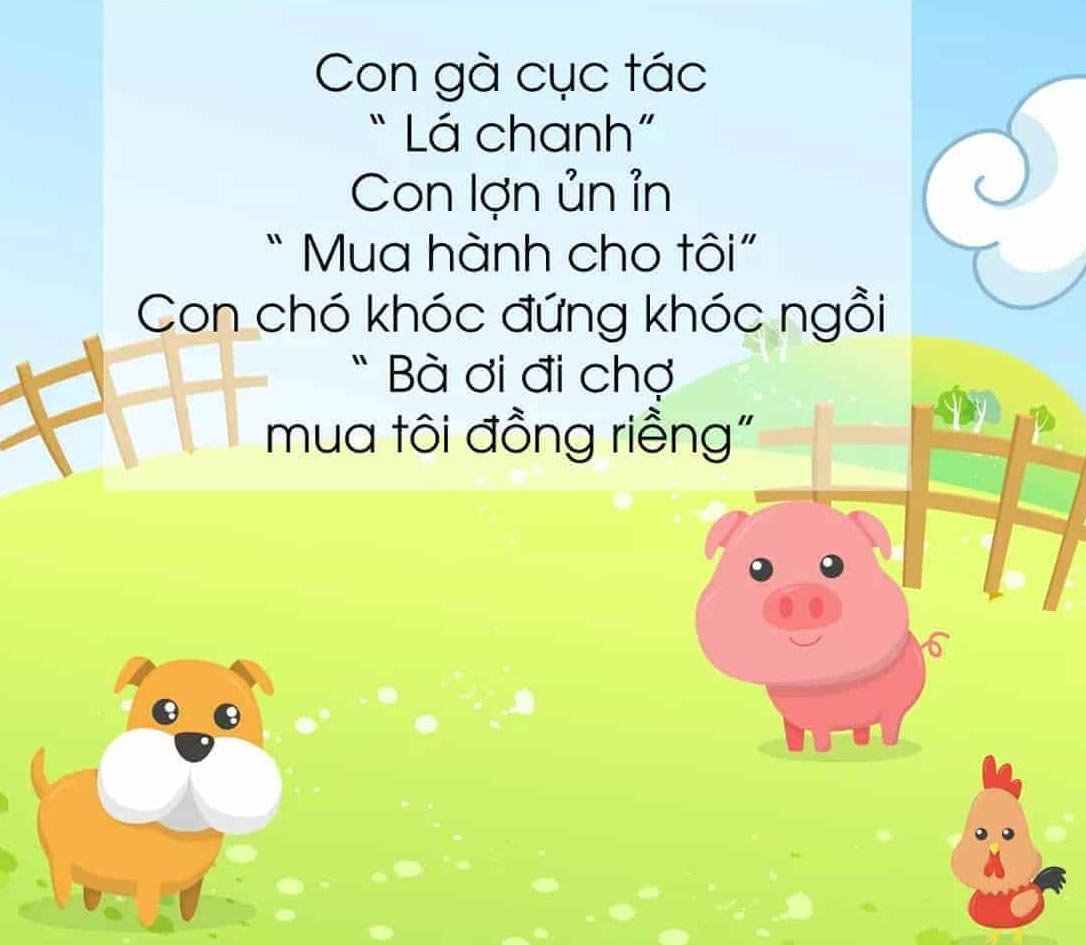 Con gà cục tác
“ Lá chanh”
Con lợn ủn ỉn
“ Mua hành cho tôi”
Con chó khóc đứng khóc ngồi
“ Bà ơi đi chợ
mua tôi đồng riềng”